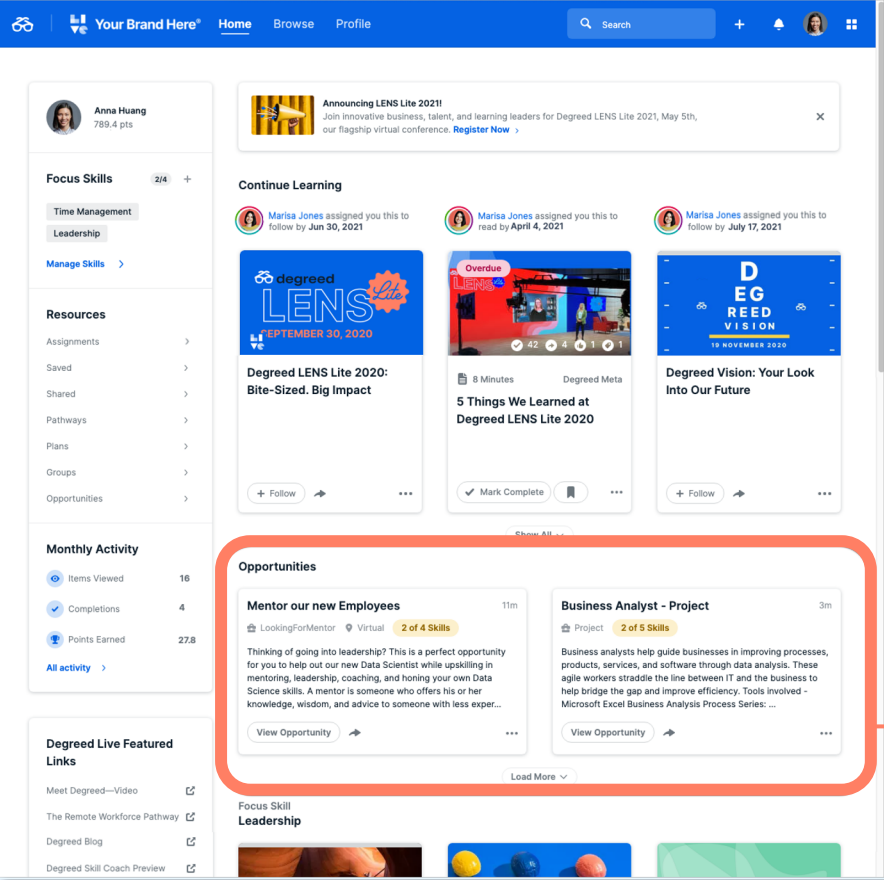 Your Brand Here®
Home
Browse
Profile
Search
Anna Huang
789.4 pts
Focus Skills
2/4
Time Management
Leadership
Manage Skills
Resources
Assignments
Saved
Shared
Pathways
Plans
Groups
Opportunities
Monthly Activity
Items Viewed 16
Completions 4
Points Earned 27.8
All activity
Degreed Live Featured
Links
Meet Degreed—Video
The Remote Workforce Pathway
Degreed Blog
Degreed Skill Coach Preview
Announcing LENS Lite 2021!
Join innovative business, talent, and learning leaders for Degreed LENS Lite 2021, May 5th,
our flagship virtual conference. Register Now
Continue Learning
Marisa Jones assigned you this to
follow by Jun 30, 2021
degreed
LENS
Lite
SEPTEMBER 30, 2020
Degreed LENS Lite 2020:
Bite-Sized. Big Impact
Follow
Marisa Jones assigned you this to
read by April 4, 2021
Overdue
LENS
42 4 1 1
8 Minutes
Degreed Meta
5 Things We Learned at
Degreed LENS Lite 2020
Mark Complete
Marisa Jones assigned you this to
follow by July 17, 2021
D
EG
REED
VISION
19 NOVEMBER 2020
Degreed Vision: Your Look
Into Our Future
Follow
Show All
Opportunities
Mentor our new Employees
11m
LookingForMentor
Virtual
2 of 4 Skills
Thinking of going into leadership? This is a perfect opportunity
for you to help out our new Data Scientist while upskilling in
mentoring, leadership, coaching, and honing your own Data
Science skills. A mentor is someone who offers his or her
knowledge, wisdom, and advice to someone with less exper...
View Opportunity
Business Analyst - Project
3m
Project
2 of 5 Skills
Business analysts help guide businesses in improving processes,
products, services, and software through data analysis. These
agile workers straddle the line between IT and the business to
help bridge the gap and improve efficiency. Tools involved -
Microsoft Excel Business Analysis Process Series: ...
View Opportunity
Load More
Focus Skill
Leadership